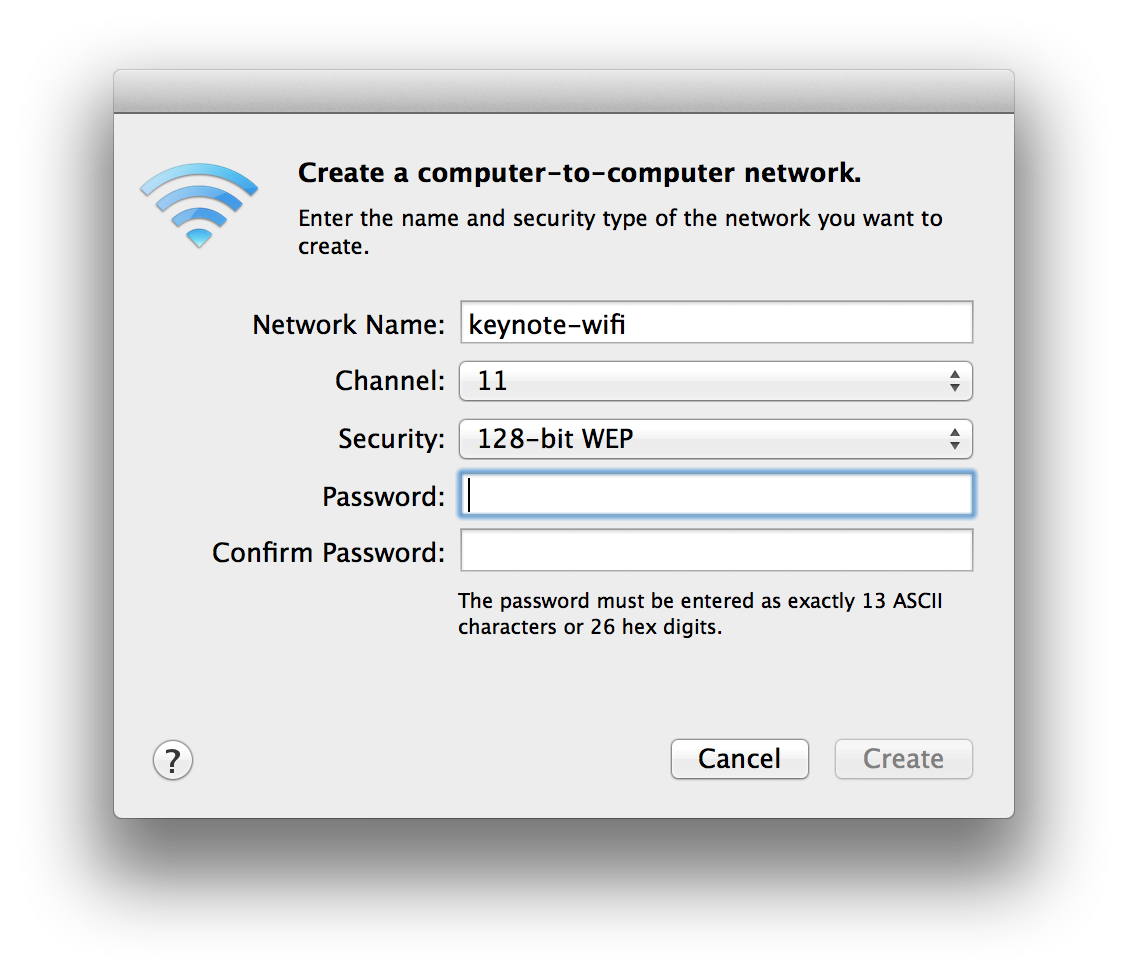 Create a computer-to-computer network.
Enter the name and security type of the network you want to
create.
Network Name: keynote-wifi
Channel: 11
Security: 128-bit WEP
Password:
Confirm Password:
The password must be entered as exactly 13 ASCII
characters or 26 hex digits.
? Cancel Create